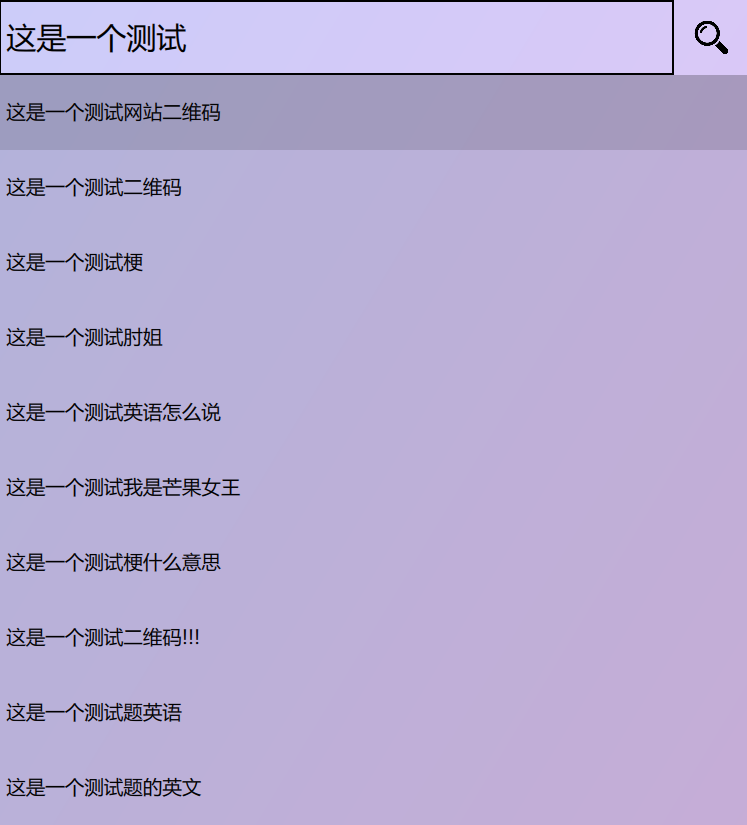 这是一个测试
这是一个测试网站二维码
这是一个测试二维码
这是一个测试梗
这是一个测试肘姐
这是一个测试英语怎么说
这是一个测试我是芒果女王
这是一个测试梗什么意思
这是一个测试二维码!!!
这是一个测试题英语
这是一个测试题的英文